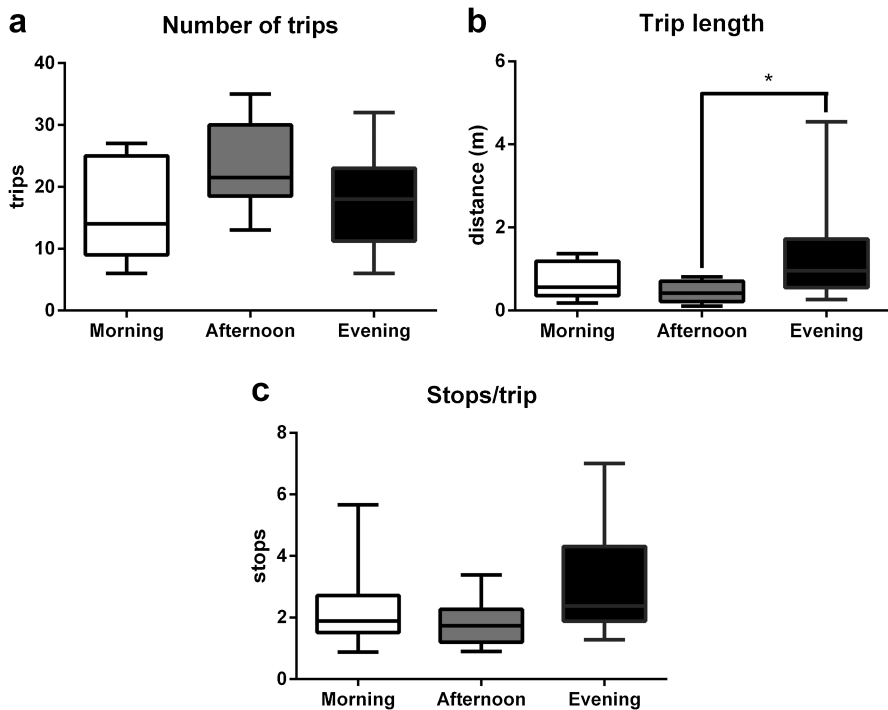 a
Number of trips
trips
40
30
20
10
0
Morning Afternoon Evening
b
Trip length
distance (m)
6
4
2
0
*
Morning Afternoon Evening
c
Stops/trip
stops
8
6
4
2
0
Morning Afternoon Evening